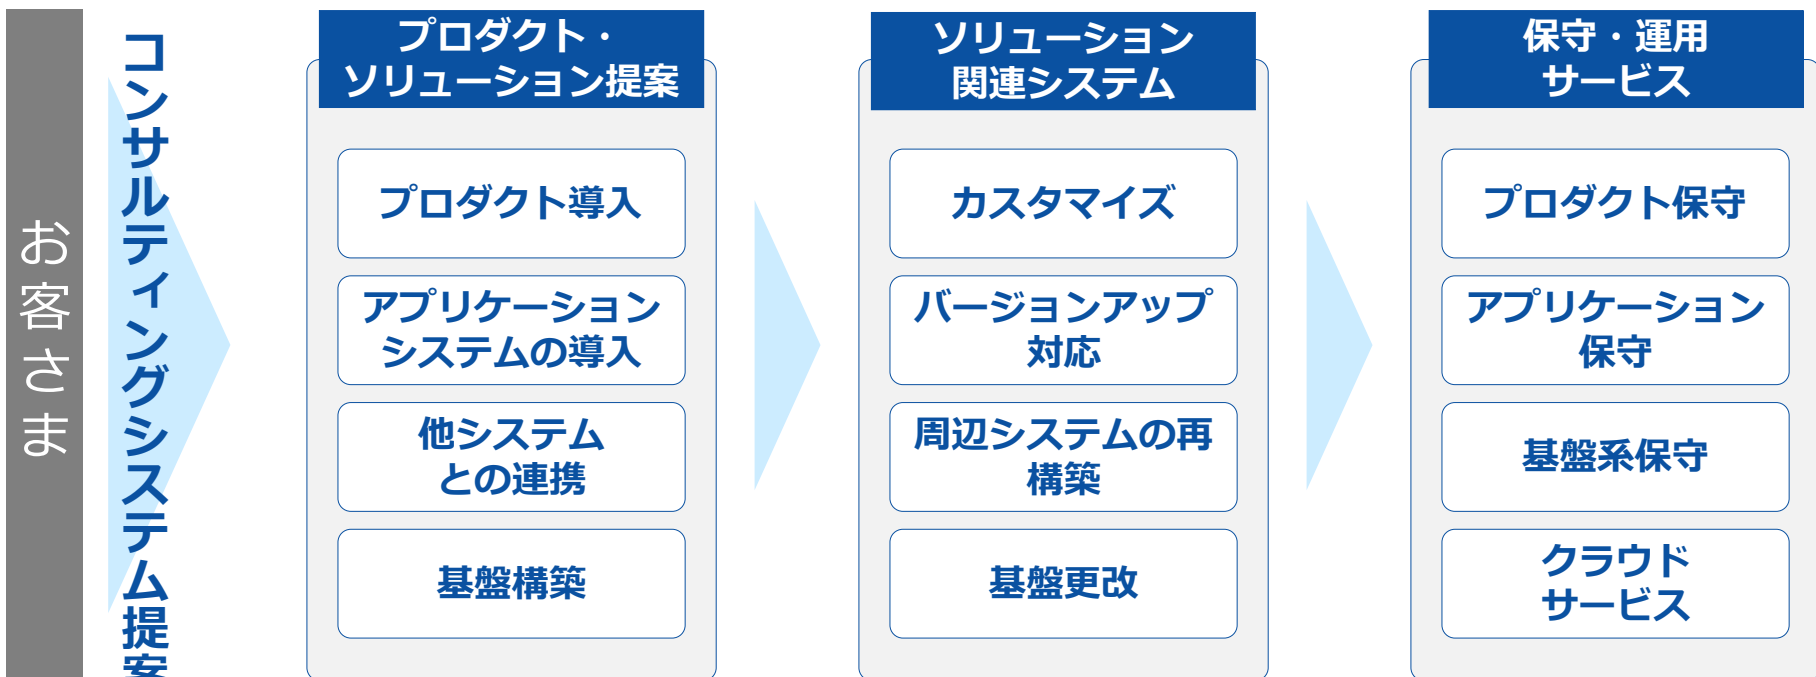 お客さま
コンサルティングシステム提案
プロダクト・
ソリューション提案
プロダクト導入
アプリケーション
システムの導入
他システム
との連携
基盤構築
ソリューション
関連システム
カスタマイズ
バージョンアップ
対応
周辺システムの再
構築
基盤更改
保守・運用
サービス
プロダクト保守
アプリケーション
保守
基盤系保守
クラウド
サービス